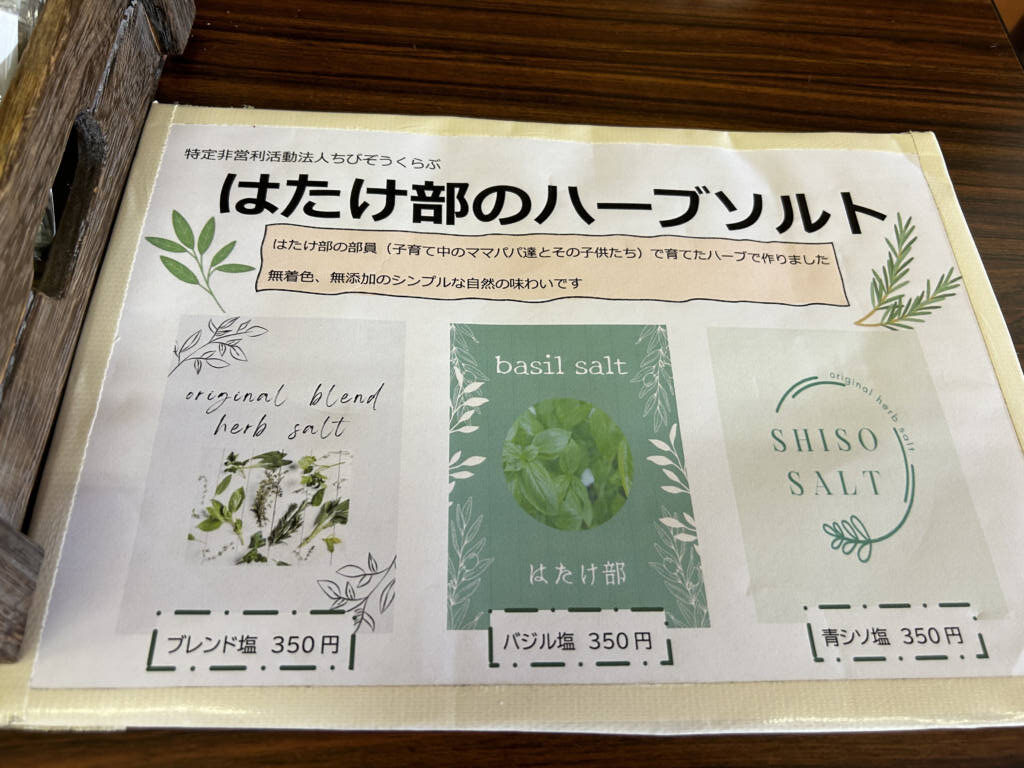 特定非営利活動法人ちびぞうくらぶ
はたけ部のハーブソルト
はたけ部の部員（子育て中のママパパ達とその子供たち）で育てたハーブで作りました
無着色、無添加のシンプルな自然の味わいです
original blend
herb salt
ブレンド塩 350円
basil salt
はたけ部
バジル塩 350円
original herb salt
SHISO
SALT
青シソ塩 350円